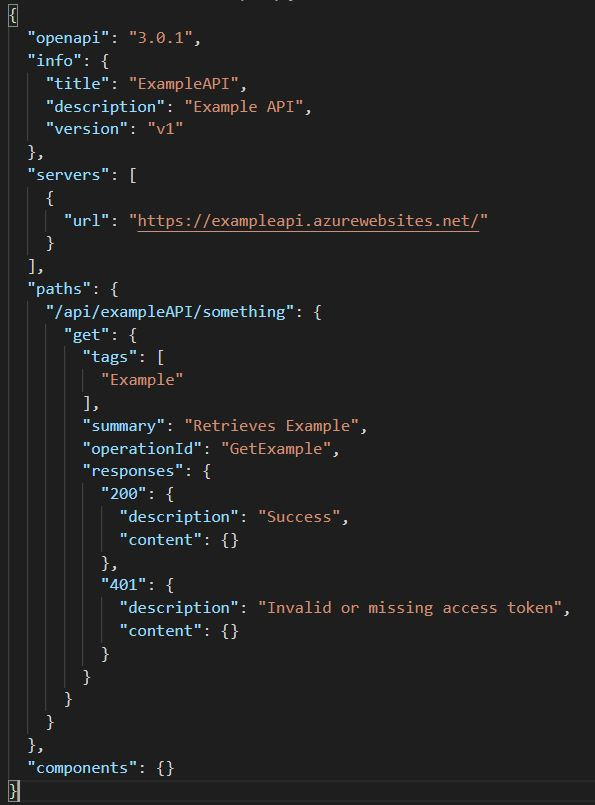 {
  "openapi": "3.0.1",
  "info": {
    "title": "ExampleAPI",
    "description": "Example API",
    "version": "v1"
  },
  "servers": [
    {
      "url": "https://exampleapi.azurewebsites.net/"
    }
  ],
  "paths": {
    "/api/exampleAPI/something": {
      "get": {
        "tags": [
          "Example"
        ],
        "summary": "Retrieves Example",
        "operationId": "GetExample",
        "responses": {
          "200": {
            "description": "Success",
            "content": {}
          },
          "401": {
            "description": "Invalid or missing access token",
            "content": {}
          }
        }
      }
    }
  },
  "components": {}
}